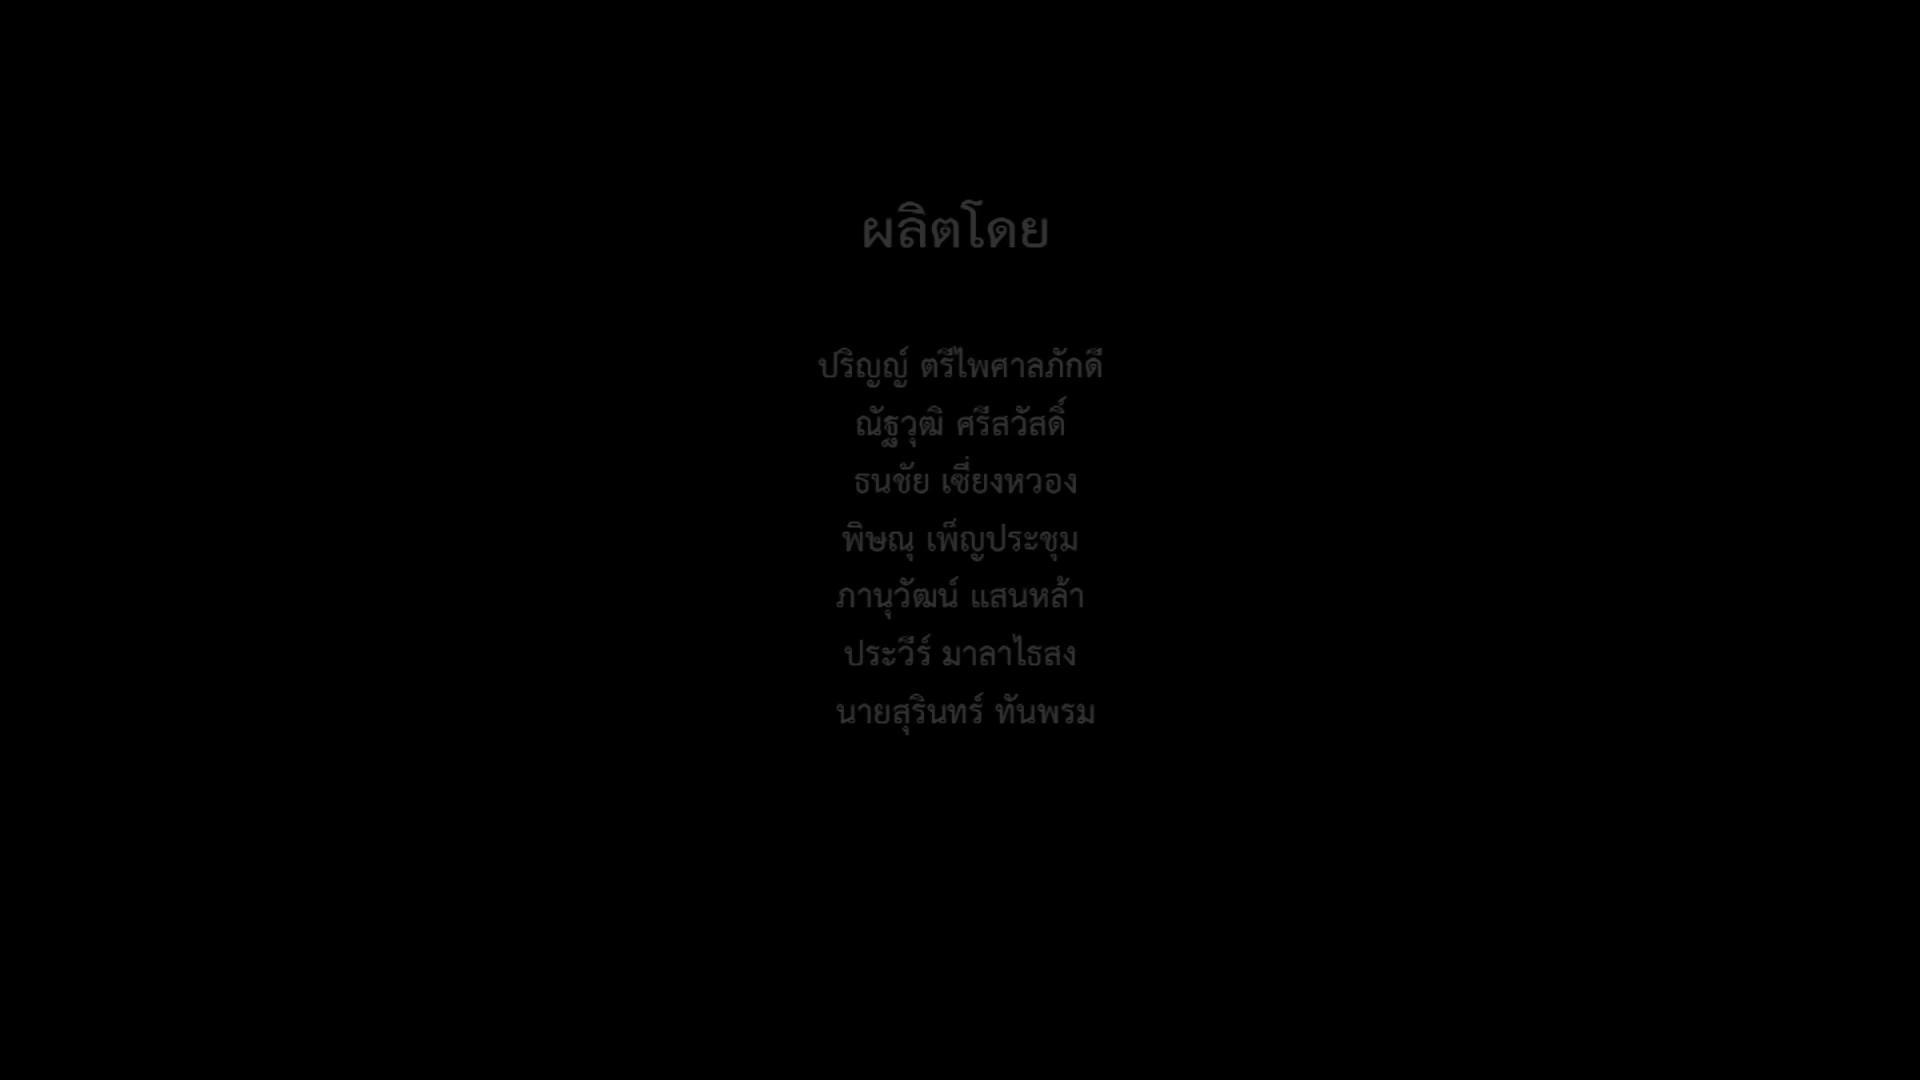 ผลิตโดย
ปริญญ์ ตรีไพศาลภักดี
ณัฐวุฒิ ศรีสวัสดิ์
ธนชัย เซี่ยงหวอง
พิษณุ เพ็ญประชุม
ภานุวัฒน์ แสนหล้า
ประวีร์ มาลาไธสง
นายสุรินทร์ ทันพรม